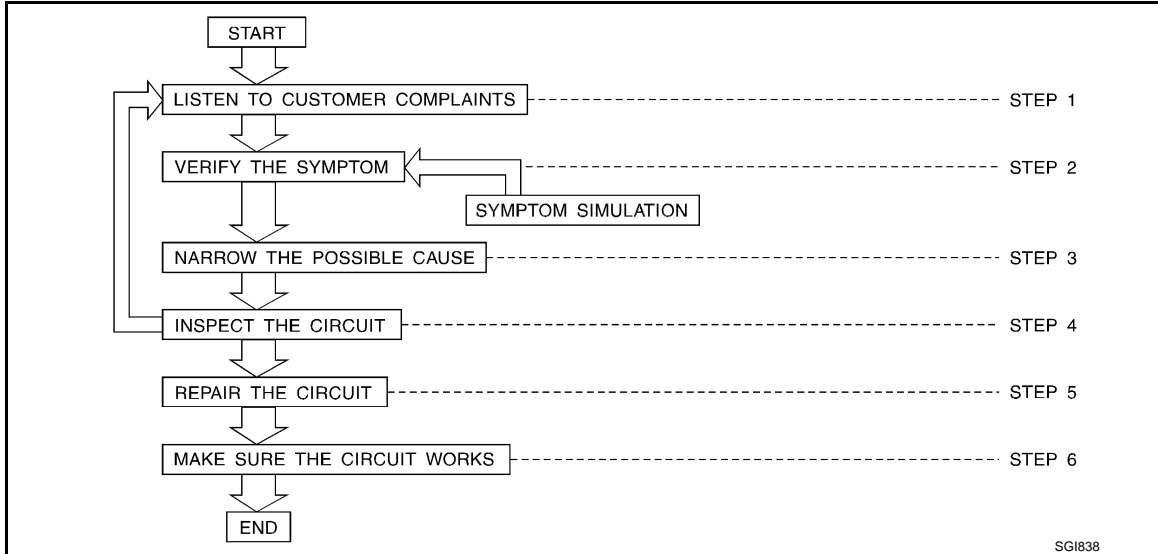 START
LISTEN TO CUSTOMER COMPLAINTS
STEP 1
VERIFY THE SYMPTOM
STEP 2
SYMPTOM SIMULATION
NARROW THE POSSIBLE CAUSE
STEP 3
INSPECT THE CIRCUIT
STEP 4
REPAIR THE CIRCUIT
STEP 5
MAKE SURE THE CIRCUIT WORKS
STEP 6
END
SGI838